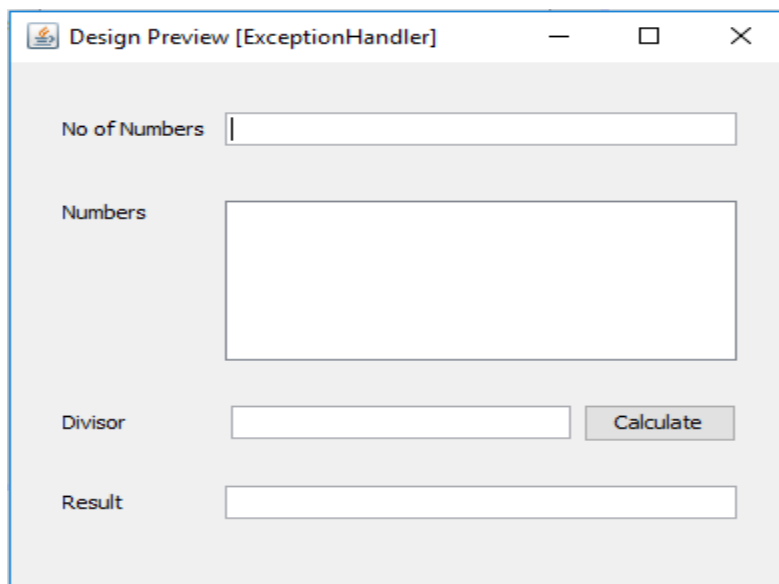 Design Preview [ExceptionHandler]
No of Numbers
Numbers
Divisor
Calculate
Result